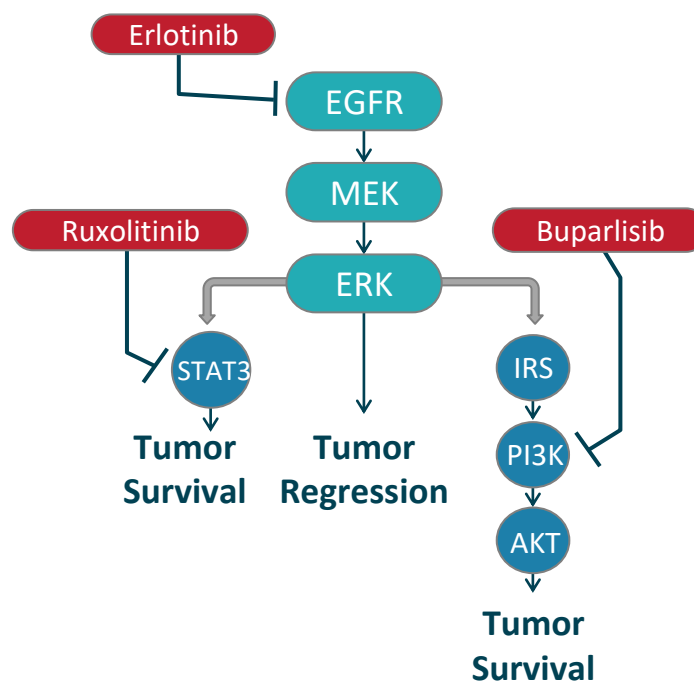 Erlotinib
EGFR
MEK
Ruxolitinib
Buparlisib
ERK
STAT3
IRS
Tumor
Survival
Tumor
Regression
PI3K
AKT
Tumor
Survival